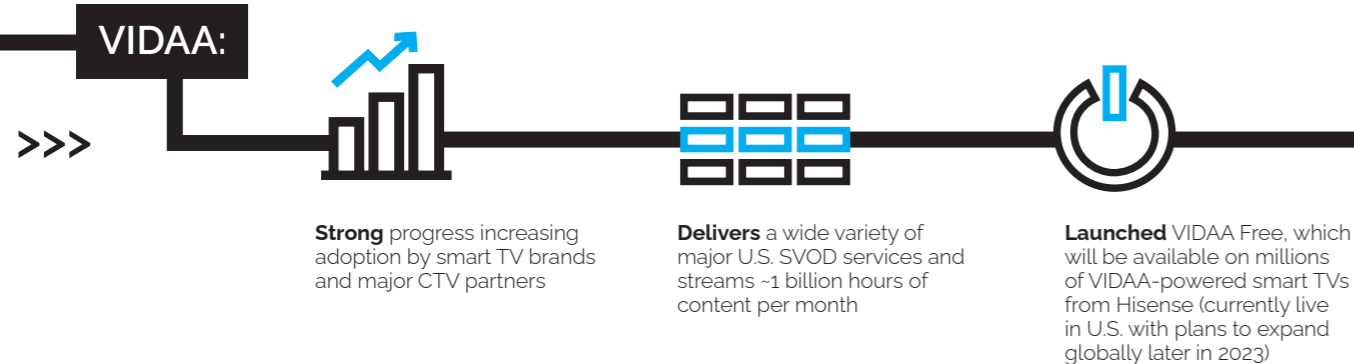 VIDAA:
>>>
Strong progress increasing
adoption by smart TV brands
and major CTV partners
Delivers a wide variety of
major U.S. SVOD services and
streams ~1 billion hours of
content per month
Launched VIDAA Free, which
will be available on millions
of VIDAA-powered smart TVs
from Hisense (currently live
in U.S. with plans to expand
globally later in 2023)